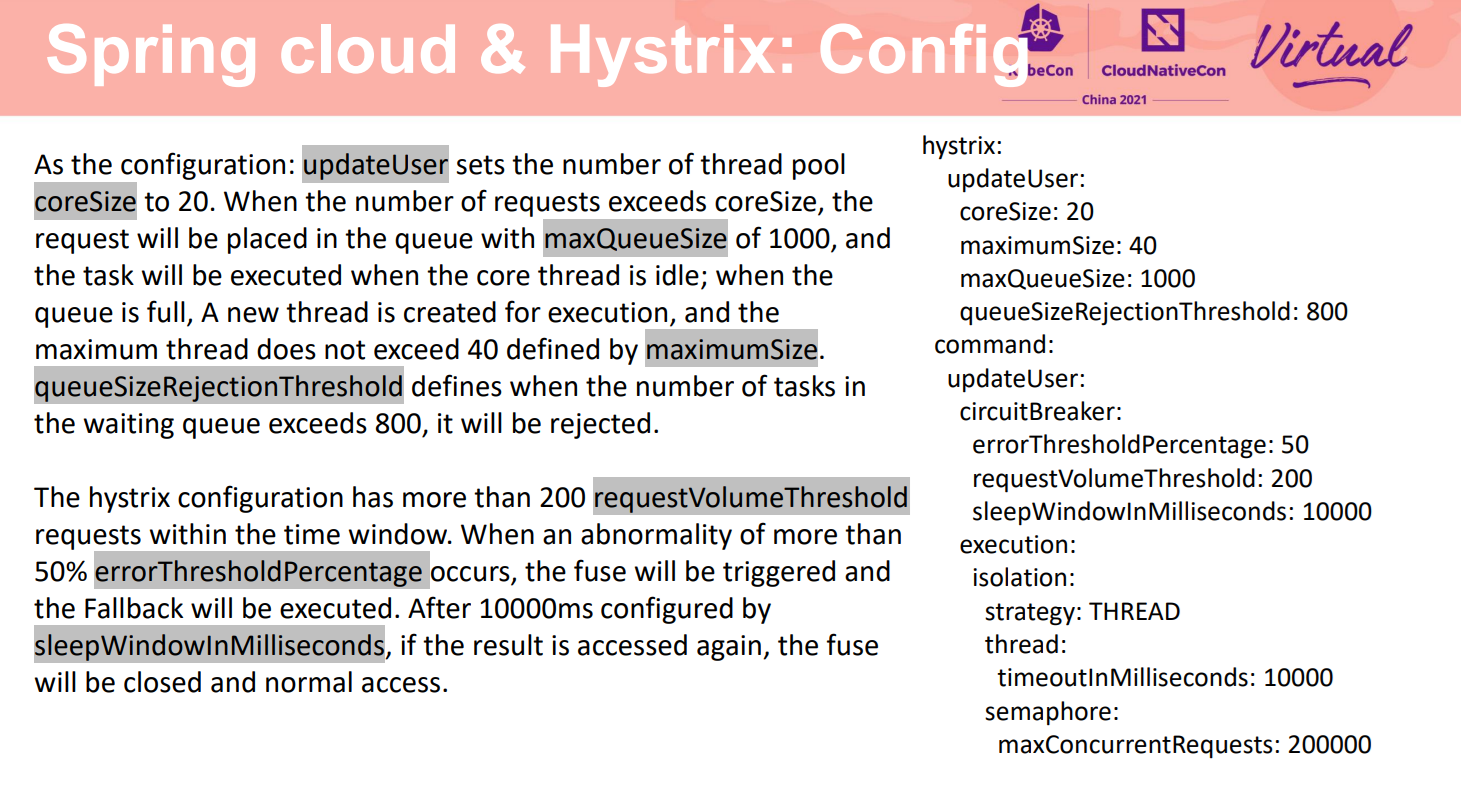 Spring cloud & Hystrix: Config
CloudNativeCon
Virtual
China 2021
As the configuration: updateUser sets the number of thread pool
coreSize to 20. When the number of requests exceeds coreSize, the
request will be placed in the queue with maxQueueSize of 1000, and
the task will be executed when the core thread is idle; when the
queue is full, A new thread is created for execution, and the
maximum thread does not exceed 40 defined by maximumSize.
queueSizeRejectionThreshold defines when the number of tasks in
the waiting queue exceeds 800, it will be rejected.
The hystrix configuration has more than 200 requestVolumeThreshold
requests within the time window. When an abnormality of more than
50% errorThresholdPercentage occurs, the fuse will be triggered and
the Fallback will be executed. After 10000ms configured by
sleepWindowInMilliseconds, if the result is accessed again, the fuse
will be closed and normal access.
hystrix:
updateUser:
coreSize: 20
maximumSize: 40
maxQueueSize: 1000
queueSizeRejectionThreshold: 800
command:
updateUser:
circuitBreaker:
errorThresholdPercentage: 50
requestVolumeThreshold: 200
sleepWindowInMilliseconds: 10000
execution:
isolation:
strategy: THREAD
thread:
timeoutInMilliseconds: 10000
semaphore:
maxConcurrentRequests: 200000